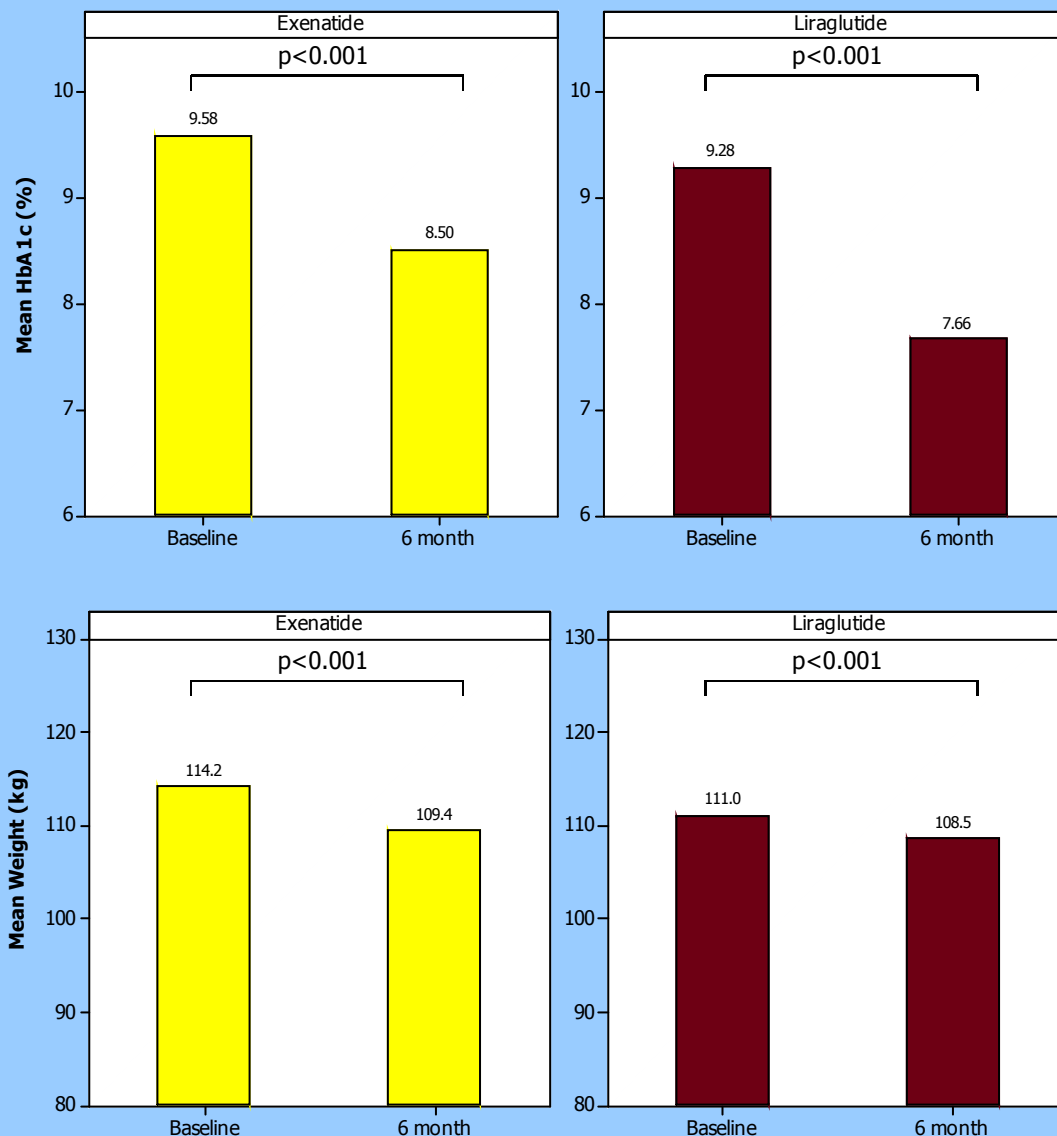 Exenatide
Liraglutide
p<0.001
p<0.001
Mean HbA1c (%)
10
9
8
7
6
9.58
8.50
Baseline
6 month
10
9
8
7
6
9.28
7.66
Baseline
6 month
Exenatide
Liraglutide
p<0.001
p<0.001
Mean Weight (kg)
130
120
110
100
90
80
114.2
109.4
Baseline
6 month
130
120
110
100
90
80
111.0
108.5
Baseline
6 month